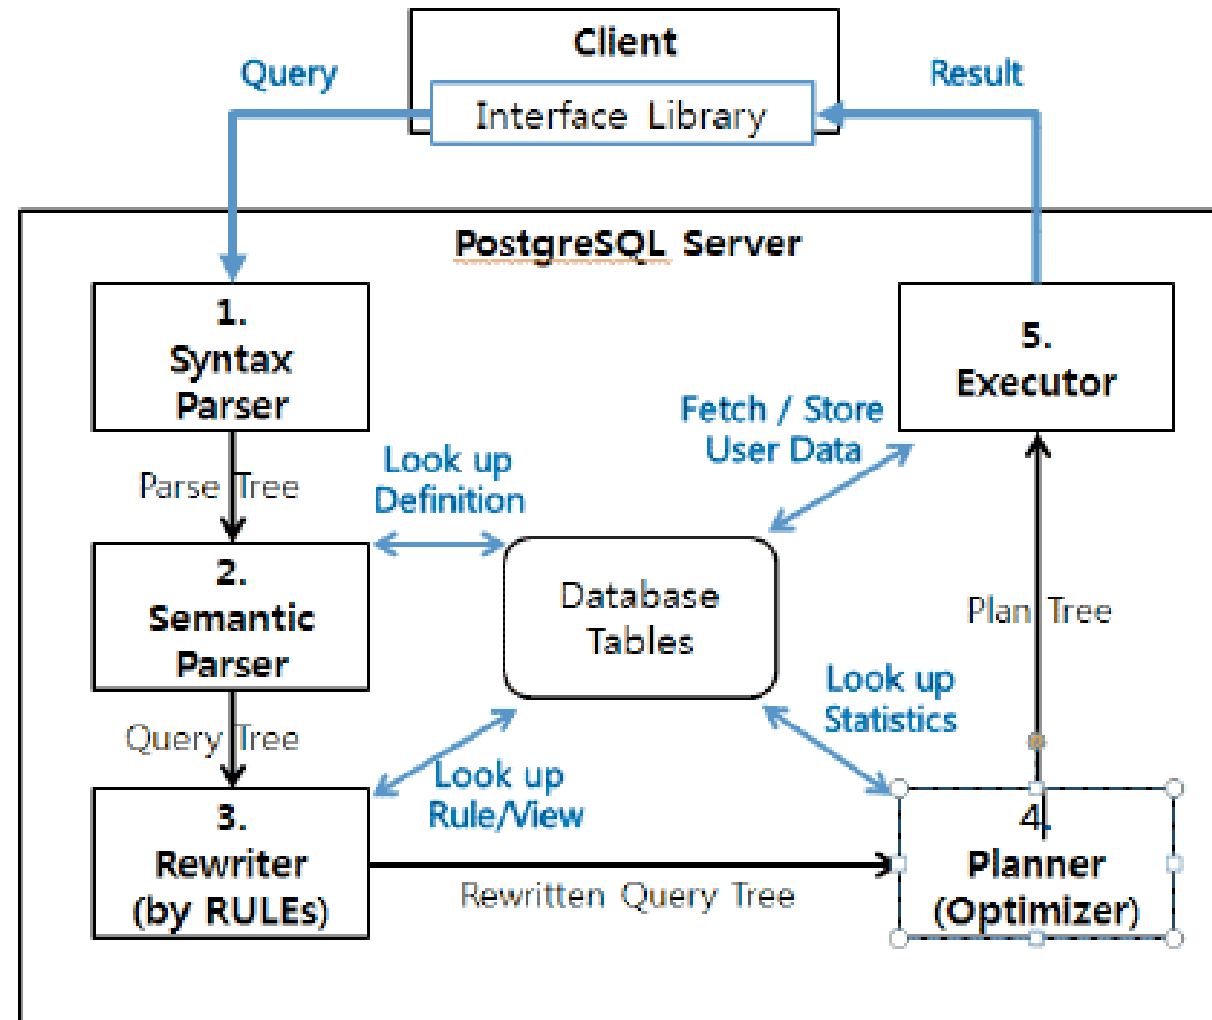 Client
Query
Result
Interface Library
PostgreSQL Server
1.
Syntax
Parser
5.
Executor
Fetch / Store
User Data
Parse Tree
Look up
Definition
2.
Semantic
Parser
Database
Tables
Plan Tree
Look up
Statistics
Query Tree
Look up
Rule/View
3.
Rewriter
(by RULEs)
Rewritten Query Tree
4.
Planner
(Optimizer)